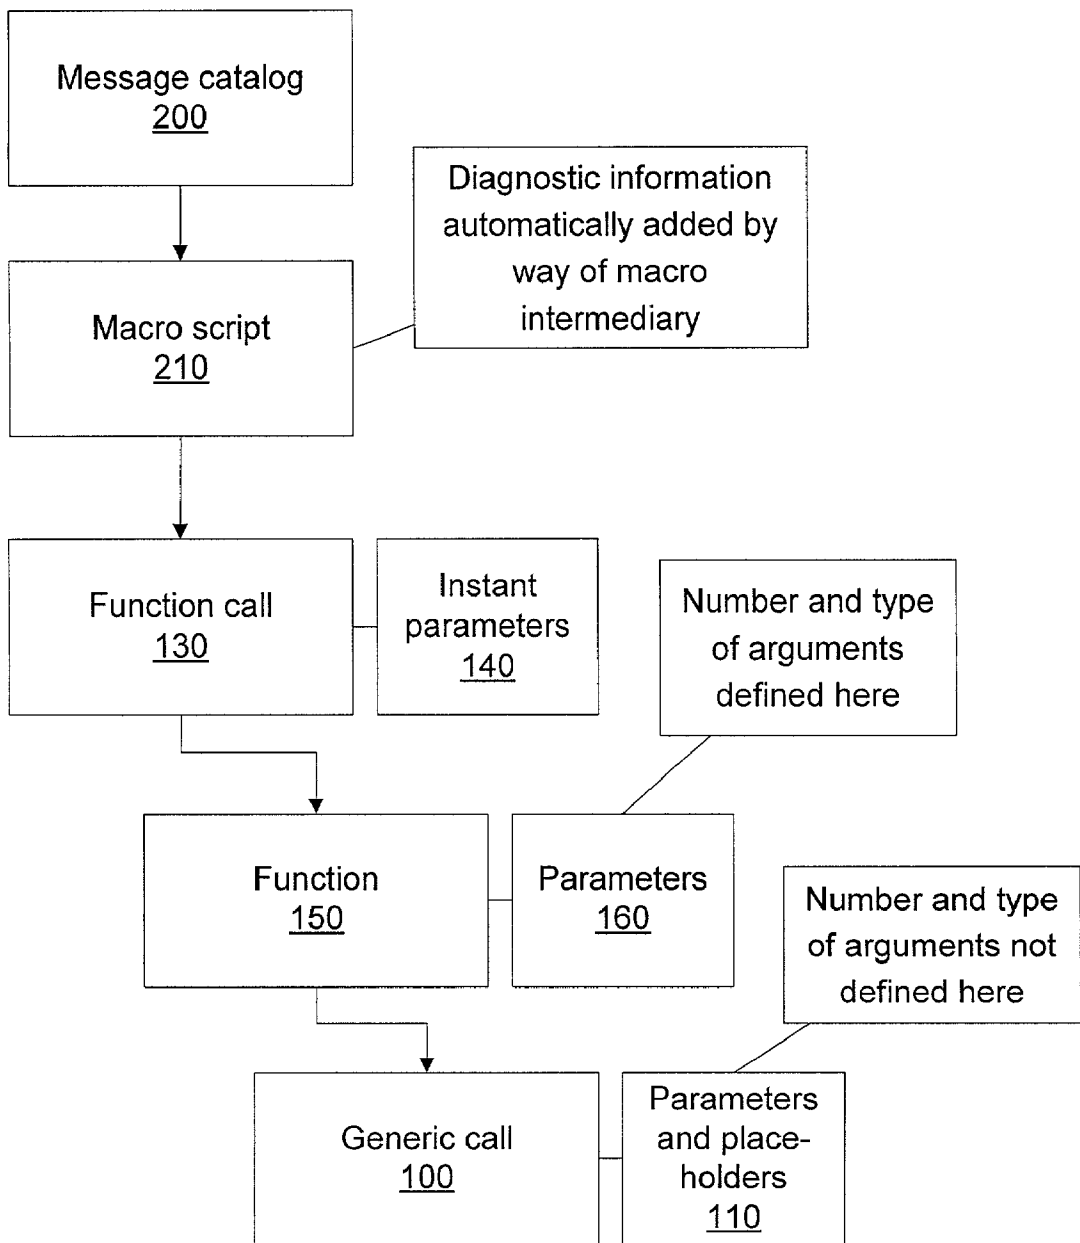 Message catalog
200
Diagnostic information
automatically added by
way of macro
intermediary
Macro script
210
Function call
130
Instant
parameters
140
Number and type
of arguments
defined here
Function
150
Parameters
160
Number and type
of arguments not
defined here
Generic call
100
Parameters
and place-
holders
110